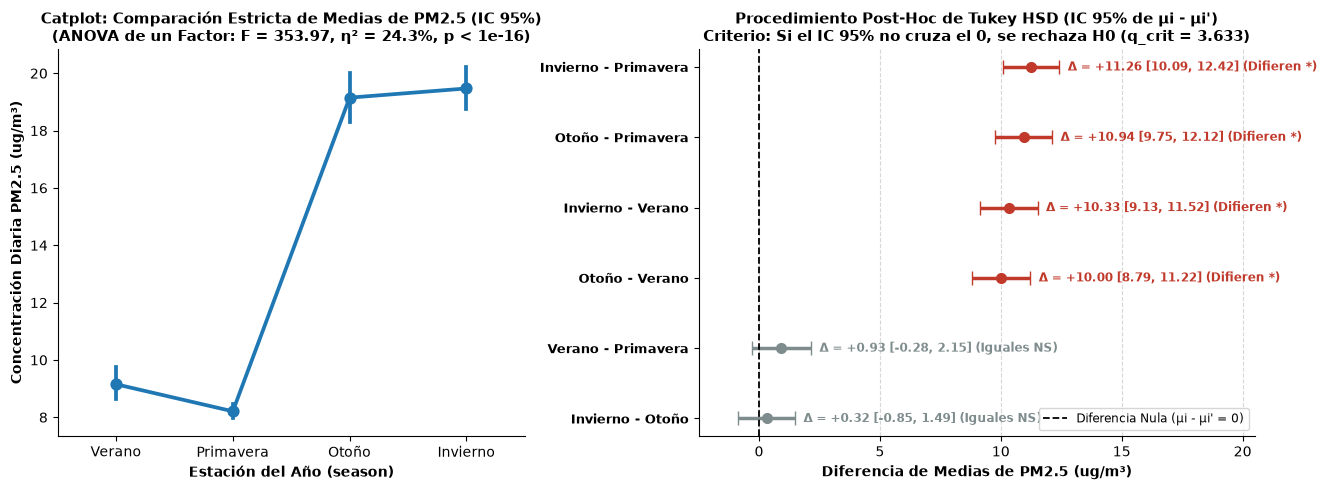 Catplot: Comparación Estricta de Medias de PM2.5 (IC 95%)
(ANOVA de un Factor: F = 353.97, η² = 24.3%, p < 1e-16)
Concentración Diaria PM2.5 (ug/m³)
20
18
16
14
12
10
8
Verano
Primavera
Otoño
Invierno
Estación del Año (season)
Procedimiento Post-Hoc de Tukey HSD (IC 95% de μi - μi')
Criterio: Si el IC 95% no cruza el 0, se rechaza H0 (q_crit = 3.633)
Invierno - Primavera
Δ = +11.26 [10.09, 12.42] (Difieren *)
Otoño - Primavera
Δ = +10.94 [9.75, 12.12] (Difieren *)
Invierno - Verano
Δ = +10.33 [9.13, 11.52] (Difieren *)
Otoño - Verano
Δ = +10.00 [8.79, 11.22] (Difieren *)
Verano - Primavera
Δ = +0.93 [-0.28, 2.15] (Iguales NS)
Invierno - Otoño
Δ = +0.32 [-0.85, 1.49] (Iguales NS)
Diferencia Nula (μi - μi' = 0)
0
5
10
15
20
Diferencia de Medias de PM2.5 (ug/m³)